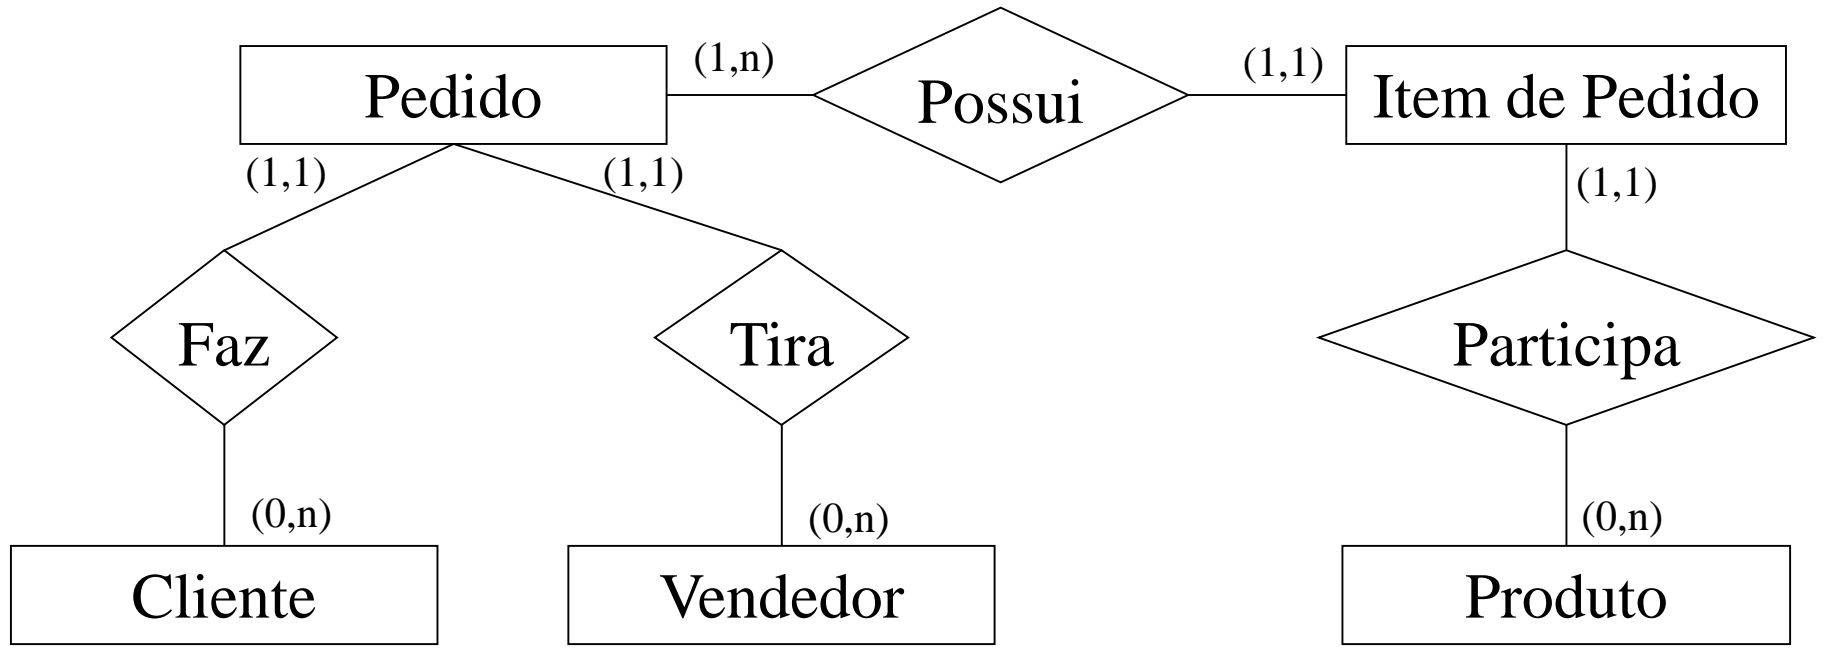 Pedido
(1,n)
Possui
(1,1)
Item de Pedido
(1,1)
(1,1)
(1,1)
Faz
Tira
Participa
(0,n)
(0,n)
(0,n)
Cliente
Vendedor
Produto